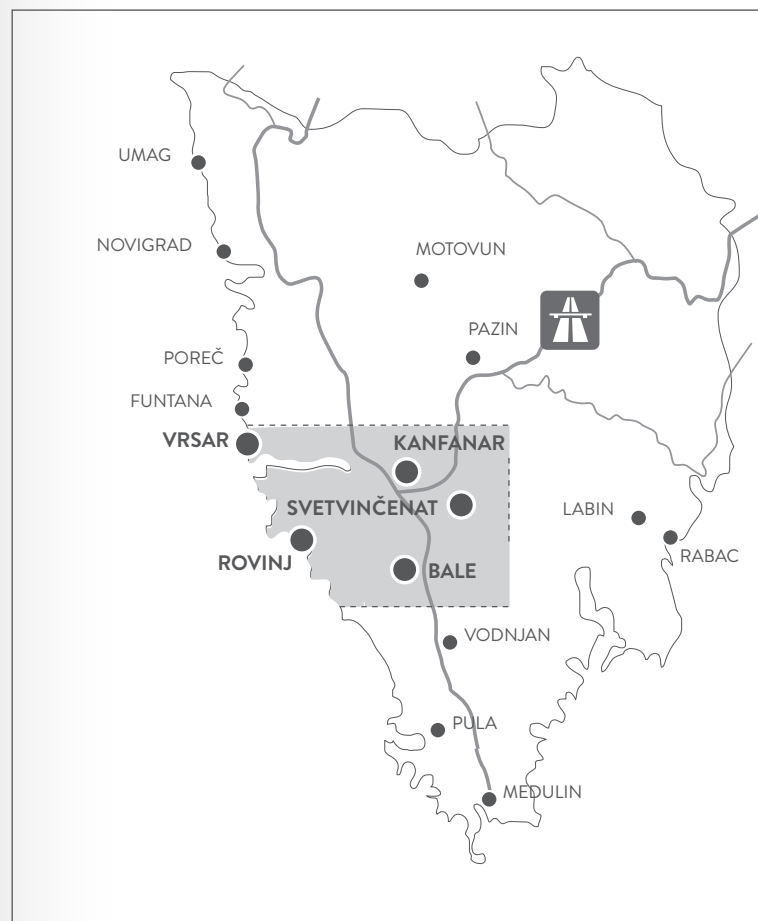 UMAG
NOVIGRAD
MOTOVUN
PAZIN
POREČ
FUNTANA
VRSAR
KANFANAR
SVETVINČENAT
LABIN
ROVINJ
RABAC
BALE
VODNJAN
PULA
MEDULIN